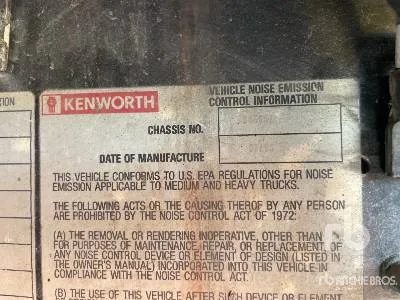 KENWORTH
VEHICLE NOISE EMISSION
CONTROL INFORMATION
CHASSIS NO.
DATE OF MANUFACTURE
THIS VEHICLE CONFORMS TO U.S. EPA REGULATIONS FOR NOISE
EMISSION APPLICABLE TO MEDIUM AND HEAVY TRUCKS.
THE FOLLOWING ACTS OR THE CAUSING THEROF BY ANY PERSON
ARE PROHIBITED BY THE NOISE CONTROL ACT OF 1972:
(A) THE REMOVAL OR RENDERING INOPERATIVE, OTHER THAN
FOR PURPOSES OF MAINTENANCE, REPAIR, OR REPLACEMENT, OF
ANY NOISE CONTROL DEVICE OR ELEMENT OF DESIGN (LISTED IN
THE OWNER'S MANUAL) INCORPORATED INTO THIS VEHICLE IN
COMPLIANCE WITH THE NOISE CONTROL ACT.
(B) THE USE OF THIS VEHICLE AFTER SUCH DEVICE OR ELEMENT
rb
RITCHIE BROS.